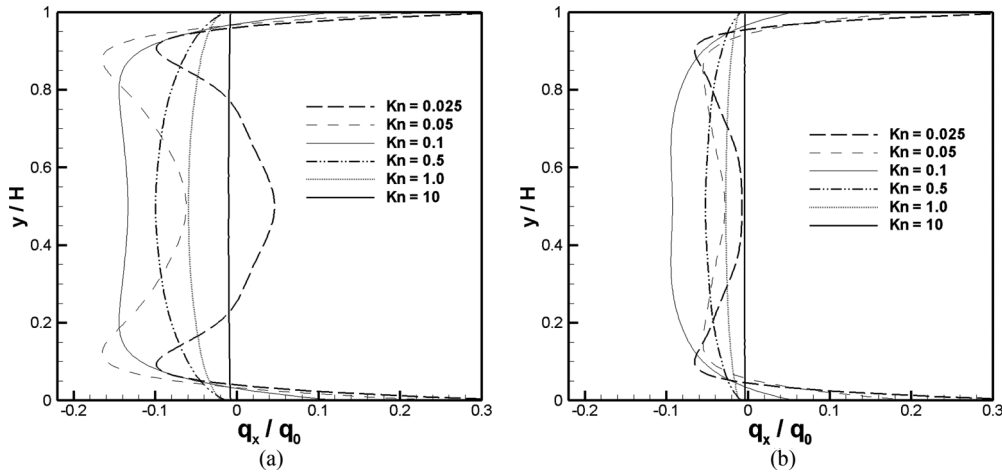 (a)
y / H
1
0.8
0.6
0.4
0.2
0
Kn = 0.025
Kn = 0.05
Kn = 0.1
Kn = 0.5
Kn = 1.0
Kn = 10
-0.2
-0.1
0
0.1
0.2
0.3
qx / q0
(a)
(b)
y / H
1
0.8
0.6
0.4
0.2
0
Kn = 0.025
Kn = 0.05
Kn = 0.1
Kn = 0.5
Kn = 1.0
Kn = 10
-0.2
-0.1
0
0.1
0.2
0.3
qx / q0
(b)